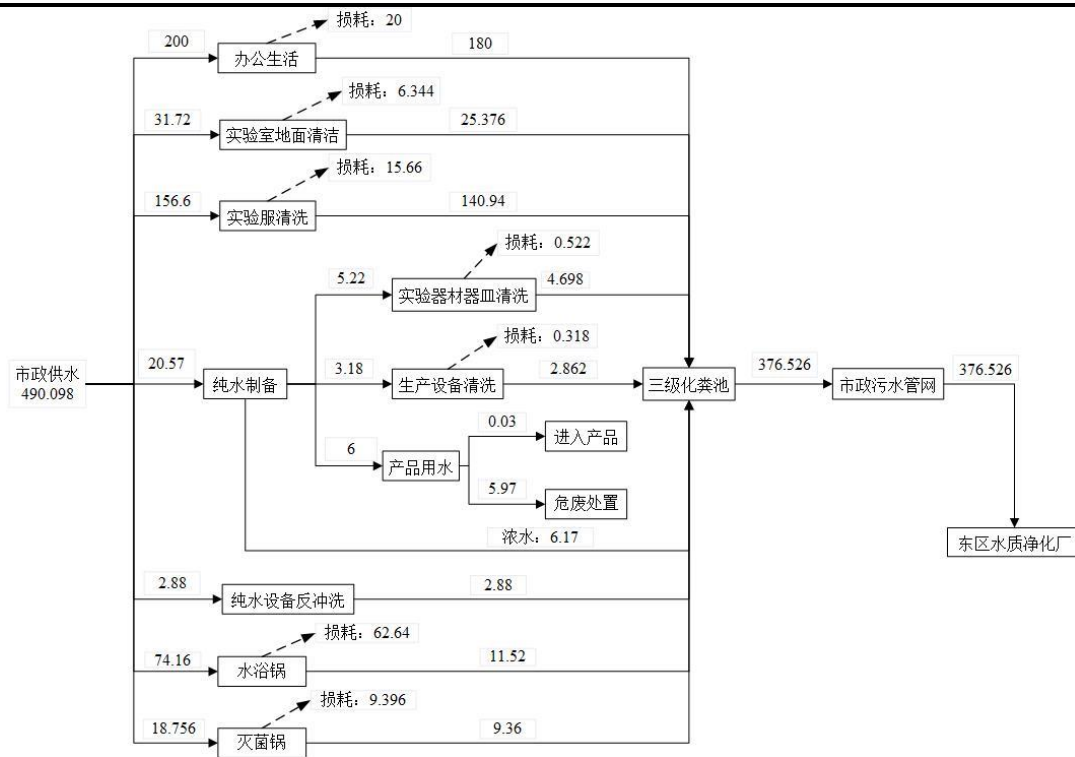 损耗：20
200
办公生活
180
损耗：6.344
31.72
实验室地面清洁
25.376
损耗：15.66
156.6
实验服清洗
140.94
损耗：0.522
5.22
实验器材器皿清洗
4.698
损耗：0.318
市政供水
490.098
20.57
纯水制备
3.18
生产设备清洗
2.862
三级化粪池
376.526
市政污水管网
376.526
0.03
进入产品
6
产品用水
5.97
危废处置
浓水：6.17
东区水质净化厂
2.88
纯水设备反冲洗
2.88
损耗：62.64
74.16
水浴锅
11.52
损耗：9.396
18.756
灭菌锅
9.36